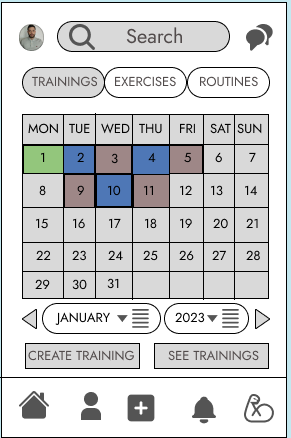 Search
TRAININGS EXERCISES ROUTINES
MON TUE WED THU FRI SAT SUN
1 2 3 4 5 6 7
8 9 10 11 12 13 14
15 16 17 18 19 20 21
22 23 24 25 26 27 28
29 30 31
JANUARY 2023
CREATE TRAINING SEE TRAININGS